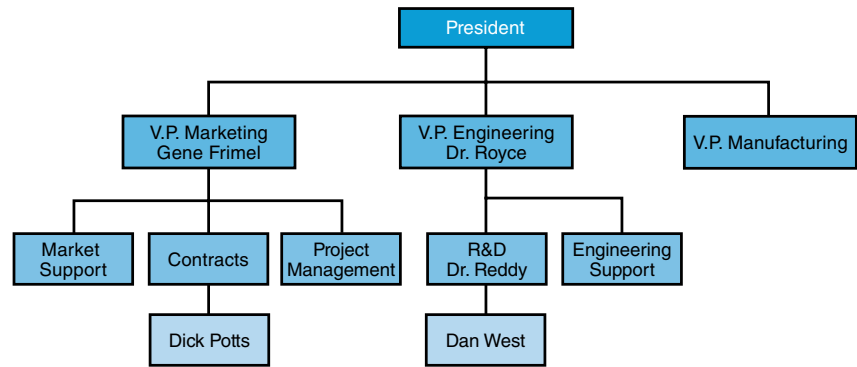 President
V.P. Marketing
Gene Frimel
V.P. Engineering
Dr. Royce
V.P. Manufacturing
Market
Support
Contracts
Project
Management
R&D
Dr. Reddy
Engineering
Support
Dick Potts
Dan West